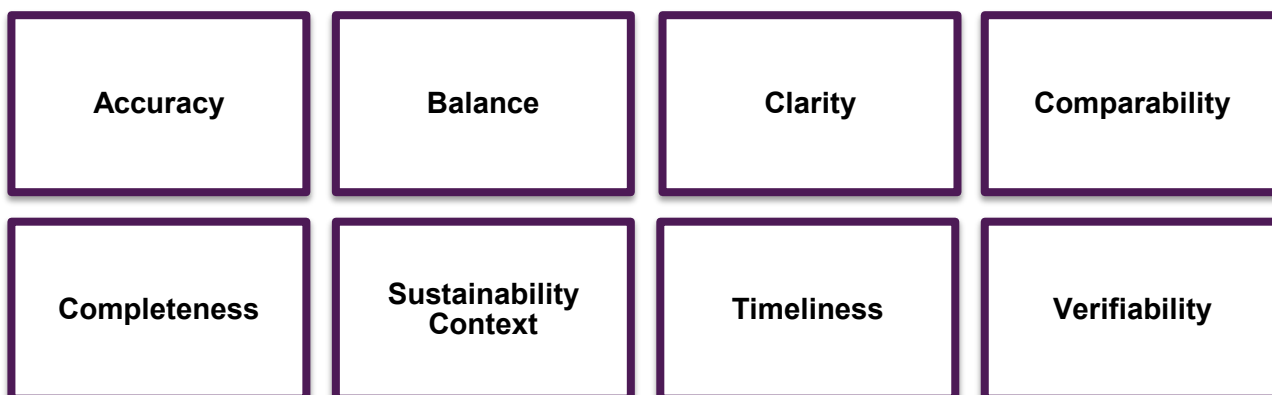 Accuracy
Balance
Clarity
Comparability
Completeness
Sustainability
Context
Timeliness
Verifiability